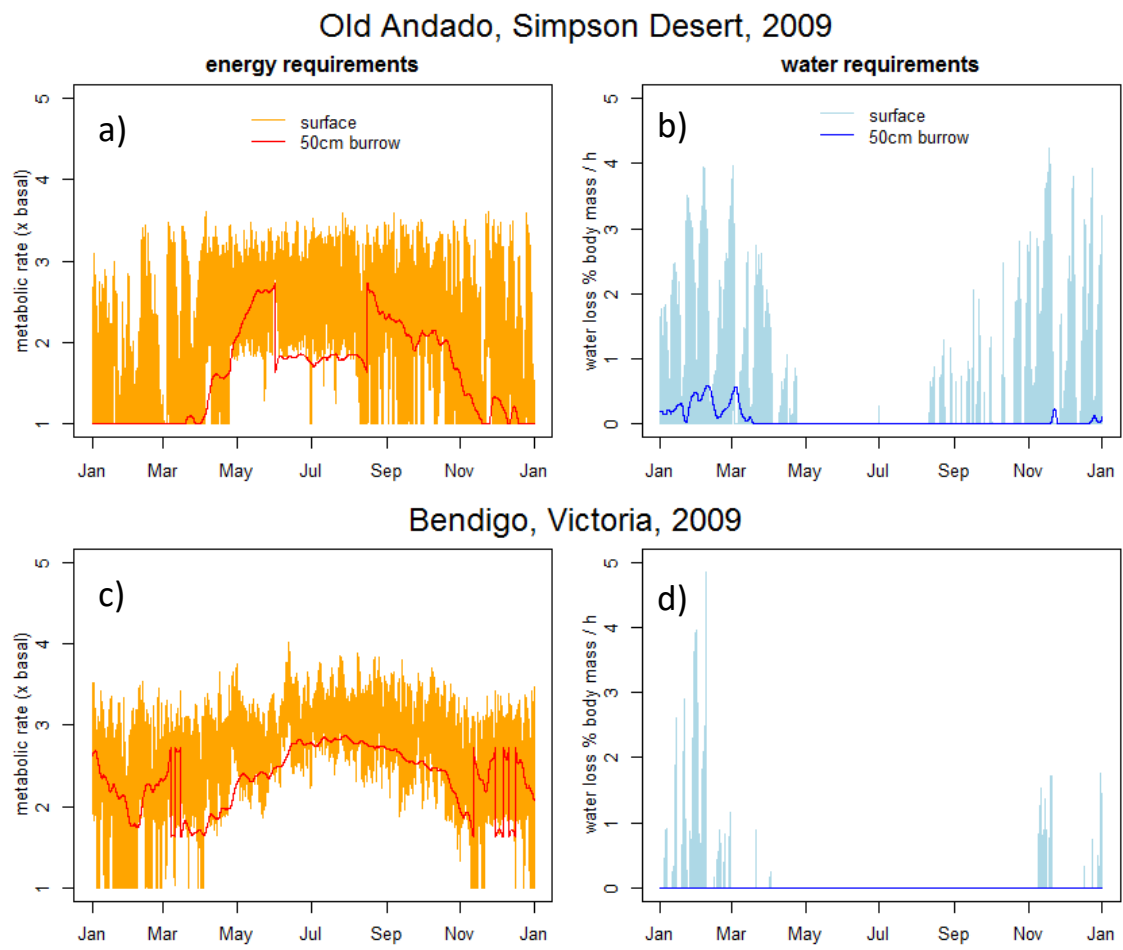 Old Andado, Simpson Desert, 2009
energy requirements
water requirements
a)
surface
50cm burrow
metabolic rate (x basal)
5
4
3
2
1
Jan Mar May Jul Sep Nov Jan
b)
surface
50cm burrow
water loss % body mass / h
5
4
3
2
1
0
Jan Mar May Jul Sep Nov Jan
Bendigo, Victoria, 2009
c)
metabolic rate (x basal)
5
4
3
2
1
Jan Mar May Jul Sep Nov Jan
d)
water loss % body mass / h
5
4
3
2
1
0
Jan Mar May Jul Sep Nov Jan